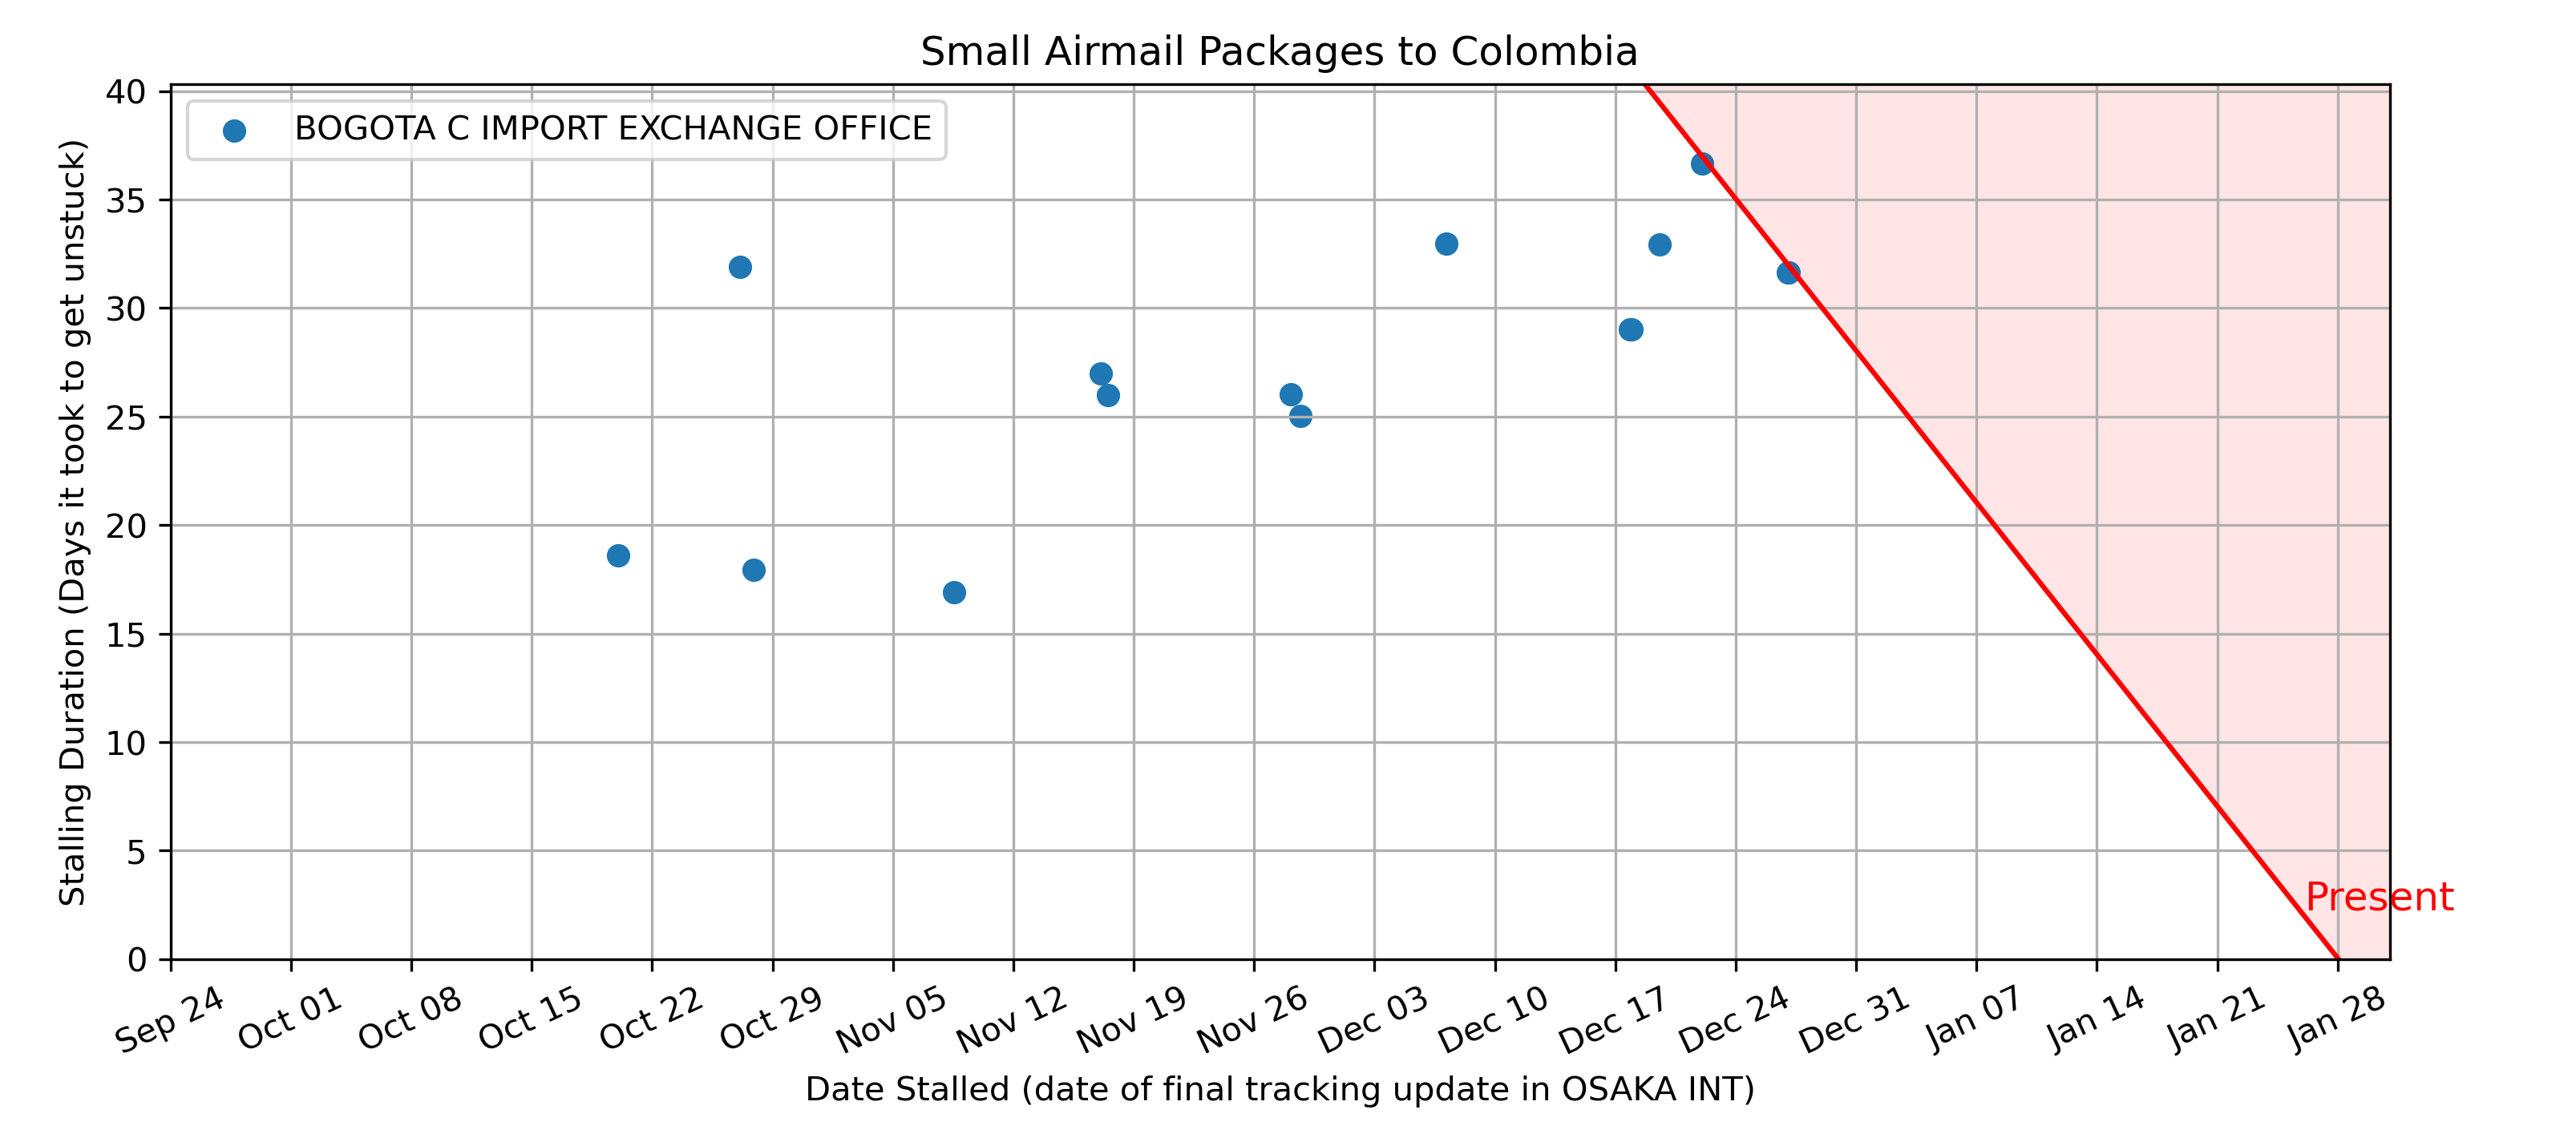 Small Airmail Packages to Colombia
BOGOTA C IMPORT EXCHANGE OFFICE
Stalling Duration (Days it took to get unstuck)
40
35
30
25
20
15
10
5
0
Present
Sep 24
Oct 01
Oct 08
Oct 15
Oct 22
Oct 29
Nov 05
Nov 12
Nov 19
Nov 26
Dec 03
Dec 10
Dec 17
Dec 24
Dec 31
Jan 07
Jan 14
Jan 21
Jan 28
Date Stalled (date of final tracking update in OSAKA INT)